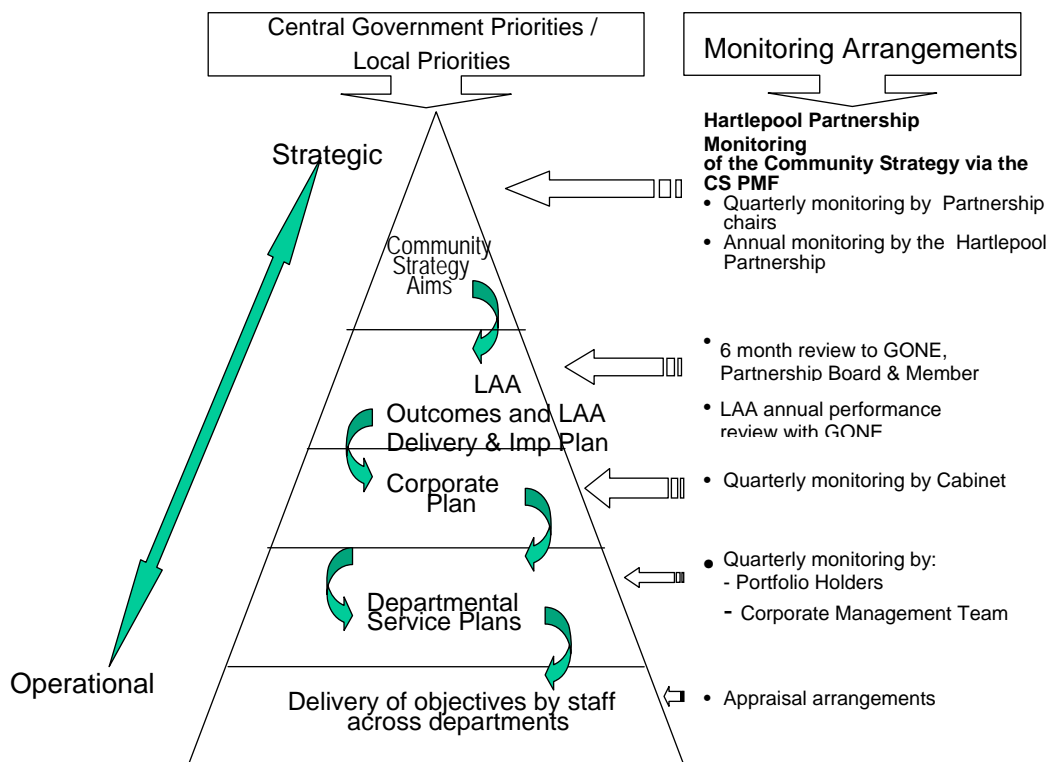 Central Government Priorities /
Local Priorities
Monitoring Arrangements
Strategic
Operational
Community
Strategy
Aims
LAA
Outcomes and LAA
Delivery & Imp Plan
Corporate
Plan
Departmental
Service Plans
Delivery of objectives by staff
across departments
Hartlepool Partnership
Monitoring
of the Community Strategy via the
CS PMF
• Quarterly monitoring by Partnership
chairs
• Annual monitoring by the Hartlepool
Partnership
• 6 month review to GONE,
Partnership Board & Member
• LAA annual performance
review with GONE
• Quarterly monitoring by Cabinet
• Quarterly monitoring by:
- Portfolio Holders
- Corporate Management Team
• Appraisal arrangements